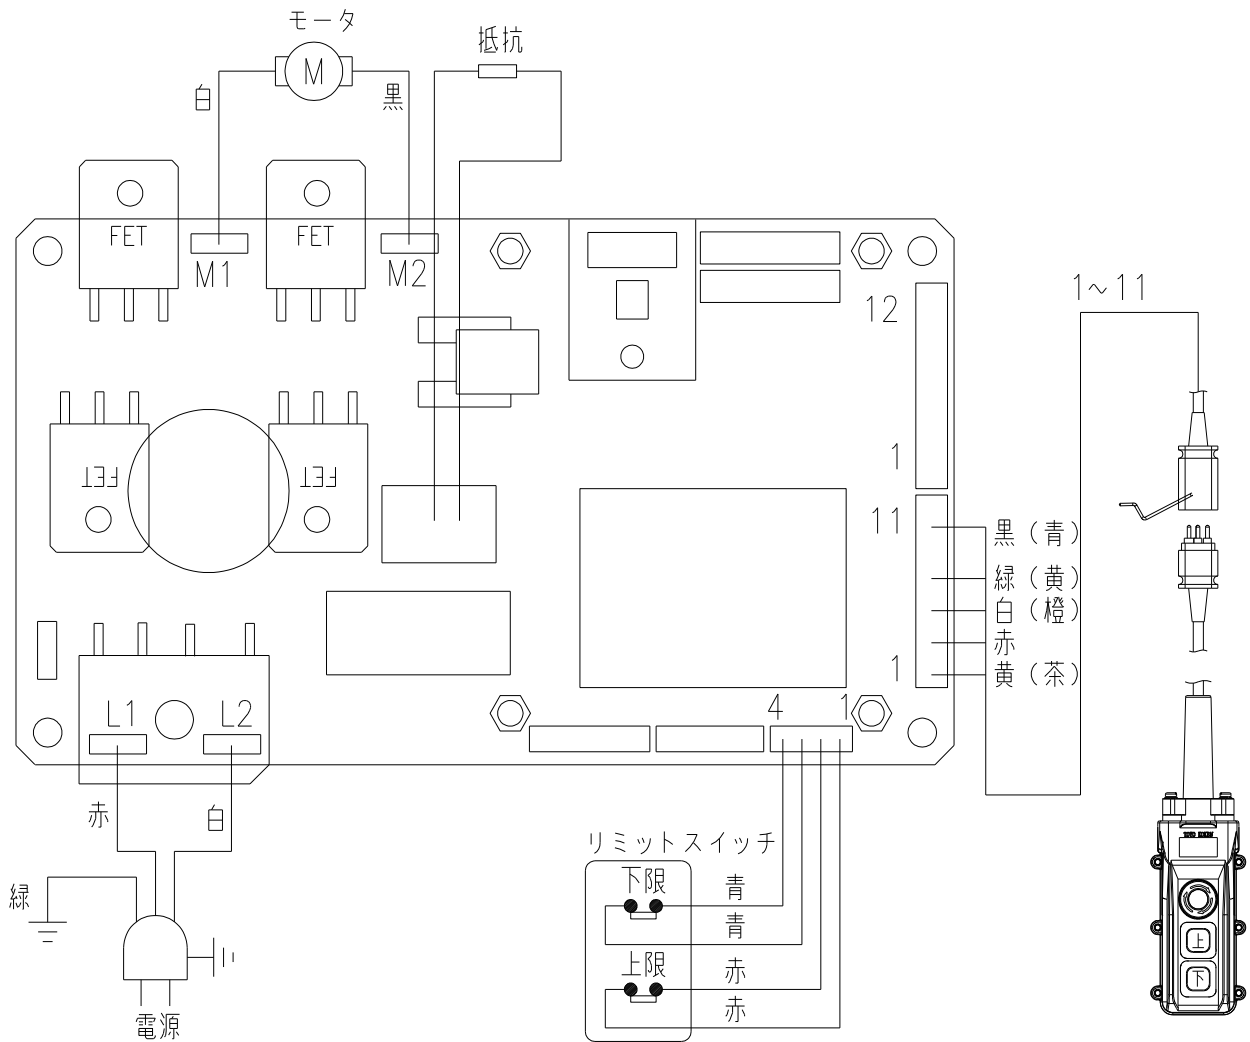 モータ
抵抗
M
白
黒
FET
FET
M1
M2
1～11
12
1
FET
FET
11
黒（青）
緑（黄）
白（橙）
赤
1
黄（茶）
L1
L2
4
1
赤
白
リミットスイッチ
下限
青
青
緑
上
上限
赤
下
赤
電源